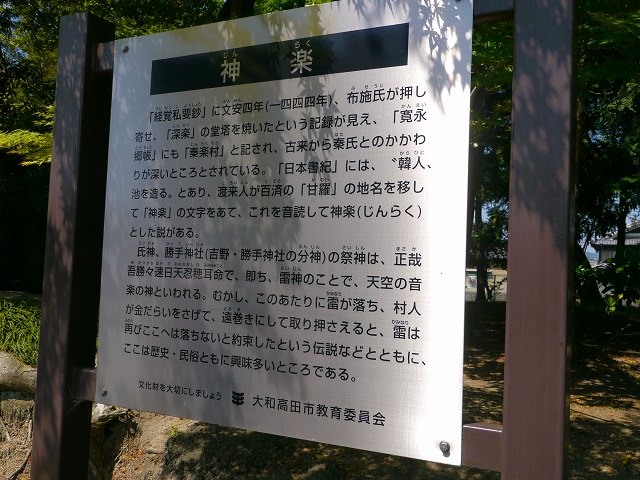 神楽
「経覚私要鈔」に文安四年(一四四四年)、布施氏が押し
寄せ、「深楽」の堂塔を焼いたという記録が見え、「寛永
郷帳」にも「秦楽村」と記され、古来から秦氏とのかかわ
りが深いところとされている。「日本書紀」には、〝韓人、
池を造る〟とあり、渡来人が百済の「甘羅」の地名を移し
て「神楽」の文字をあて、これを音読して神楽(じんらく)
とした説がある。
氏神、勝手神社(吉野・勝手神社の分神)の祭神は、正哉
吾勝々速日天忍穂耳命で、即ち、雷神のことで、天空の音
楽の神といわれる。むかし、このあたりに雷が落ち、村人
が金だらいをさげて、遠巻きにして取り押さえると、雷は
再びここへは落ちないと約束したという伝説などとともに、
ここは歴史・民俗ともに興味多いところである。
文化財を大切にしましょう 大和高田市教育委員会